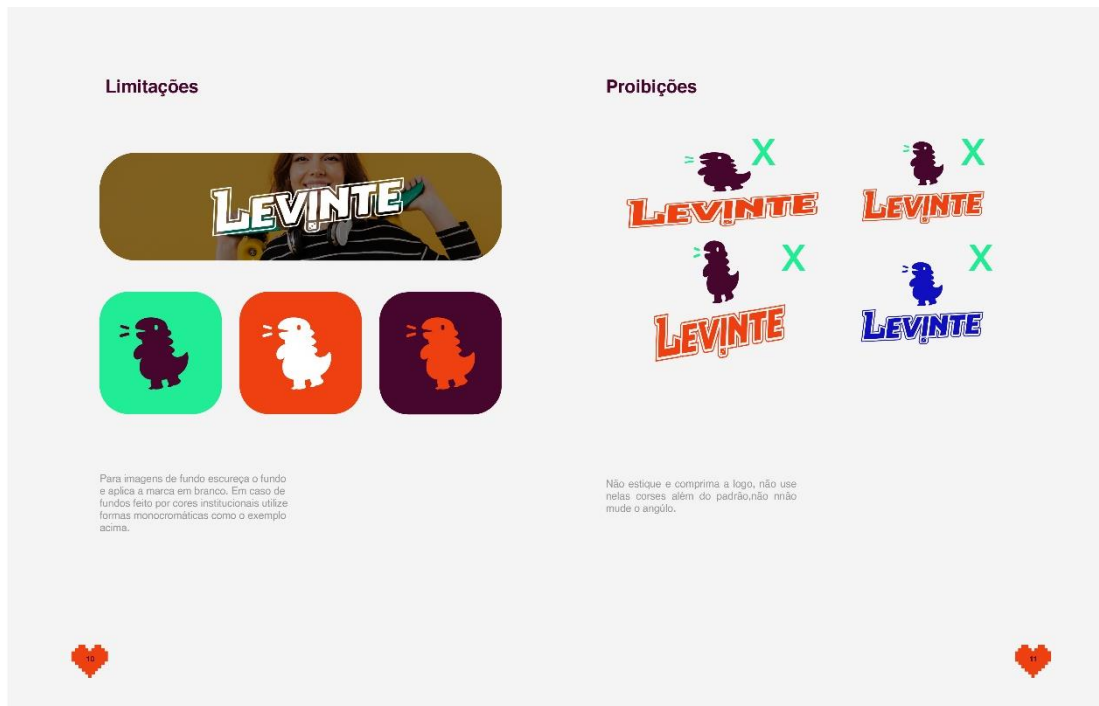 Limitações
LEVINTE
Para imagens de fundo escureça o fundo
e aplica a marca em branco. Em caso de
fundos feito por cores institucionais utilize
formas monocromáticas como o exemplo
acima.
10
Proibições
X
X
LEVINTE
LEVINTE
X
X
LEVINTE
LEVINTE
Não estique e comprima a logo, não use
nelas corses além do padrão,não nnão
mude o angúlo.
11